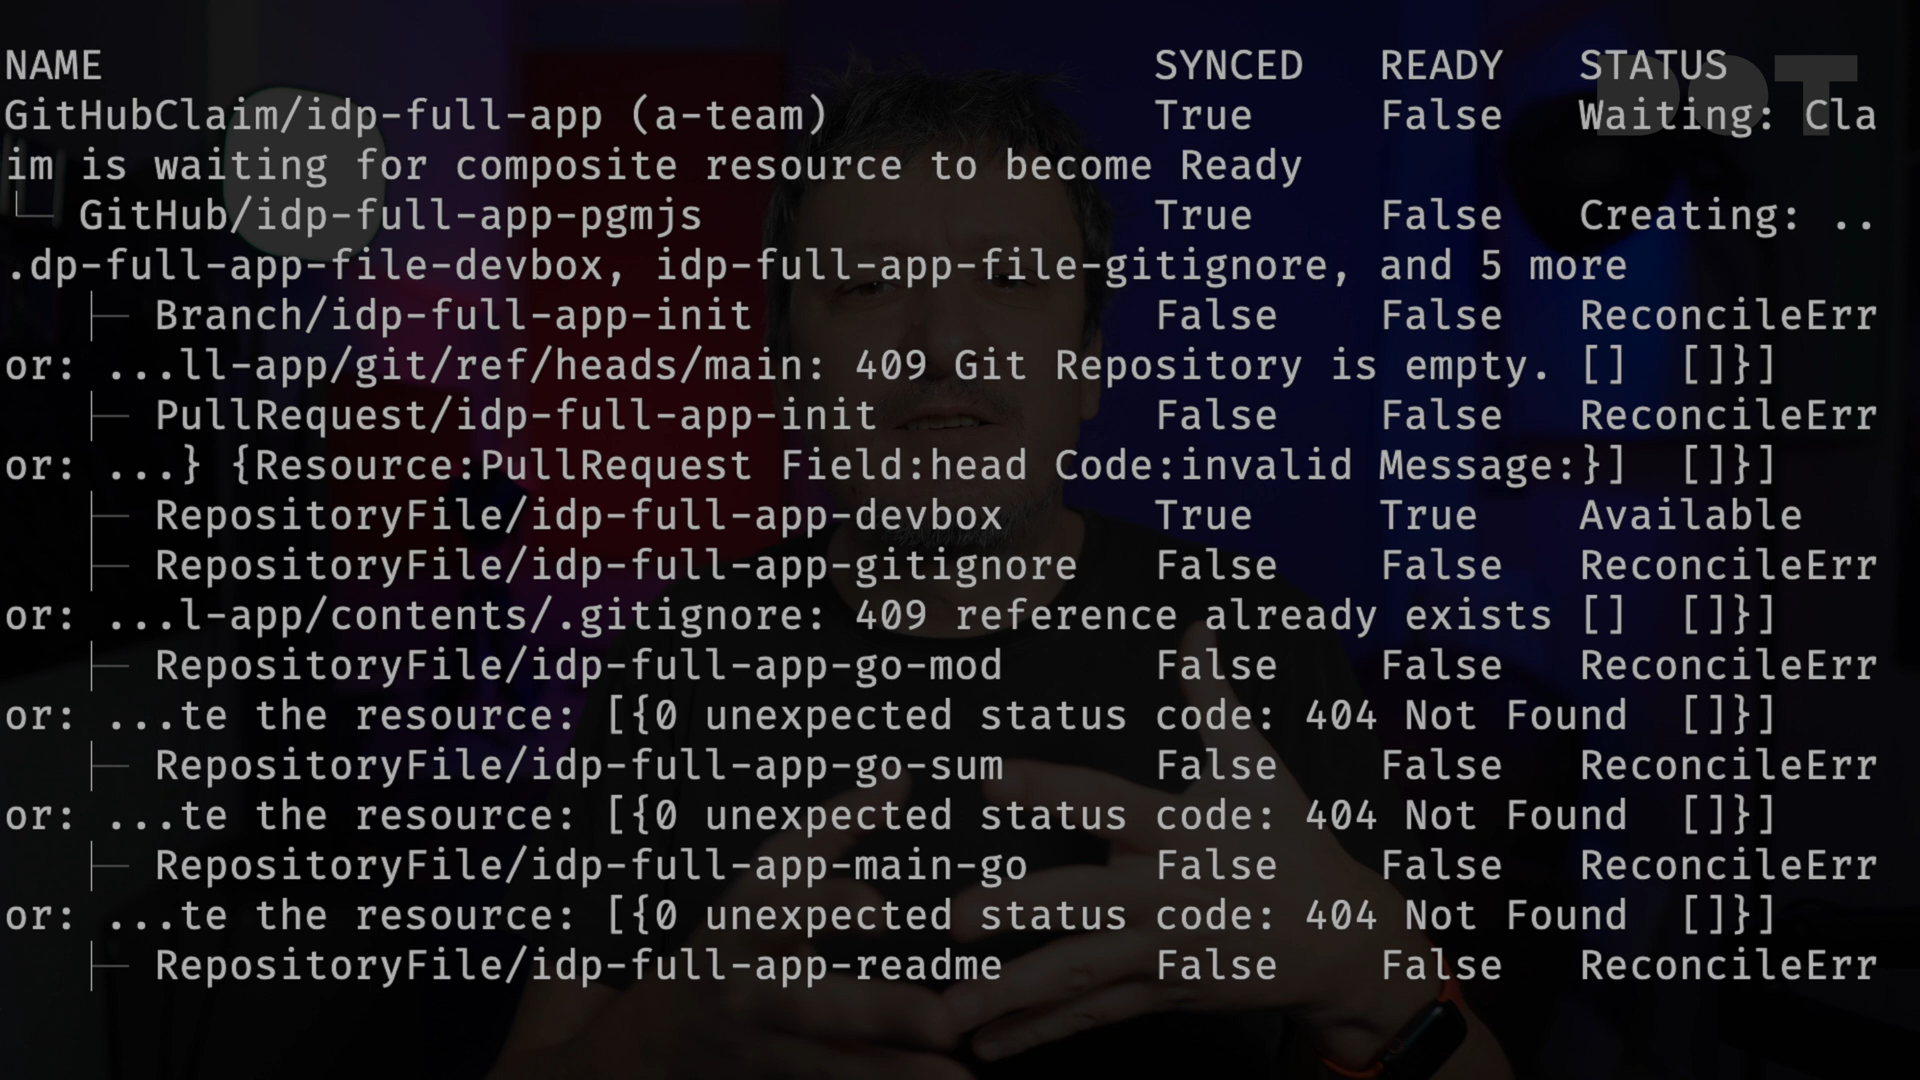 DOT
NAME SYNCED READY STATUS
GitHubClaim/idp-full-app (a-team) True False Waiting: Cla
im is waiting for composite resource to become Ready
└─ GitHub/idp-full-app-pgmjs True False Creating: ..
.dp-full-app-file-devbox, idp-full-app-file-gitignore, and 5 more
├─ Branch/idp-full-app-init False False ReconcileErr
or: ...ll-app/git/ref/heads/main: 409 Git Repository is empty. [] []}]
├─ PullRequest/idp-full-app-init False False ReconcileErr
or: ...} {Resource:PullRequest Field:head Code:invalid Message:}] []}]
├─ RepositoryFile/idp-full-app-devbox True True Available
├─ RepositoryFile/idp-full-app-gitignore False False ReconcileErr
or: ...l-app/contents/.gitignore: 409 reference already exists [] []}]
├─ RepositoryFile/idp-full-app-go-mod False False ReconcileErr
or: ...te the resource: [{0 unexpected status code: 404 Not Found []}]
├─ RepositoryFile/idp-full-app-go-sum False False ReconcileErr
or: ...te the resource: [{0 unexpected status code: 404 Not Found []}]
├─ RepositoryFile/idp-full-app-main-go False False ReconcileErr
or: ...te the resource: [{0 unexpected status code: 404 Not Found []}]
├─ RepositoryFile/idp-full-app-readme False False ReconcileErr